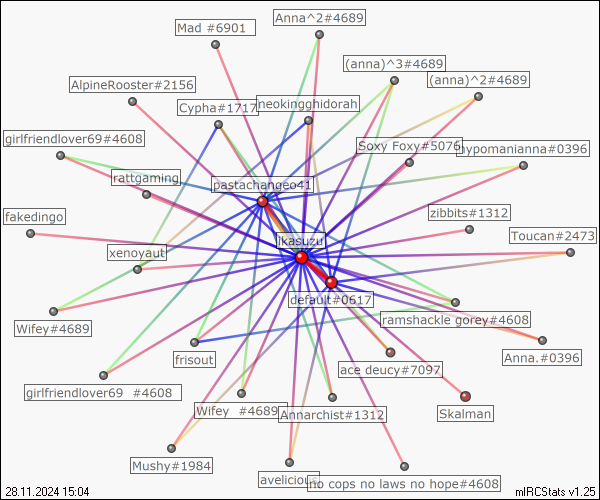 Anna^2#4689
Mad #6901
(anna)^3#4689
(anna)^2#4689
AlpineRooster#2156
Cypha#1717
neokingghidorah
girlfriendlover69#4608
Soxy Foxy#5076
hypomanianna#0396
rattgaming
pastachangeo41
fakedingo
zibbits#1312
jkasuzu
Toucan#2473
xenoyaut
default#0617
Wifey#4689
ramshackle gorey#4608
frisout
Anna.#0396
ace deucy#7097
girlfriendlover69 #4608
Wifey #4689
Annarchist#1312
Skalman
Mushy#1984
avelicious
no cops no laws no hope#4608
28.11.2024 15:04
mIRCStats v1.25